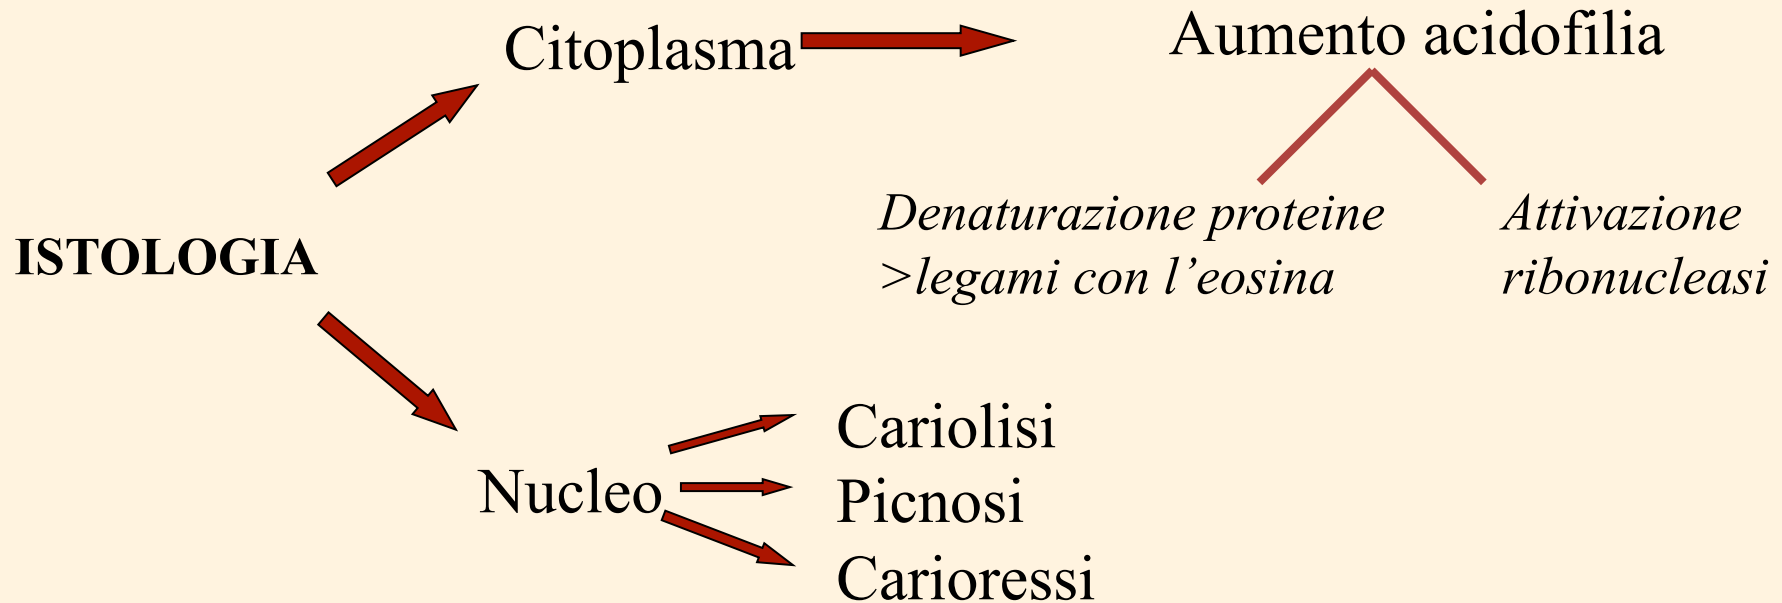 Citoplasma
Aumento acidofilia
Denaturazione proteine
>legami con l’eosina
Attivazione
ribonucleasi
ISTOLOGIA
Nucleo
Cariolisi
Picnosi
Carioressi